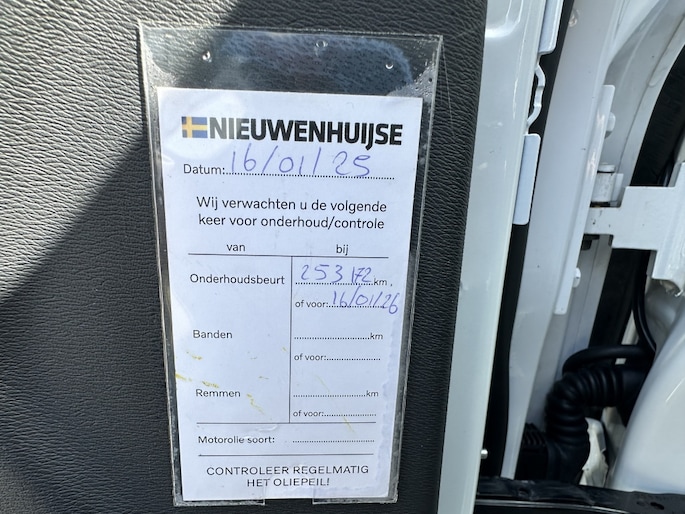 NIEUWENHUIJSE
Datum: 16/01/25
Wij verwachten u de volgende
keer voor onderhoud/controle
van bij
Onderhoudsbeurt 253172 km
of voor: 16/01/26
Banden km
of voor:
Remmen km
of voor:
Motorolie soort:
CONTROLEER REGELMATIG
HET OLIEPEIL!